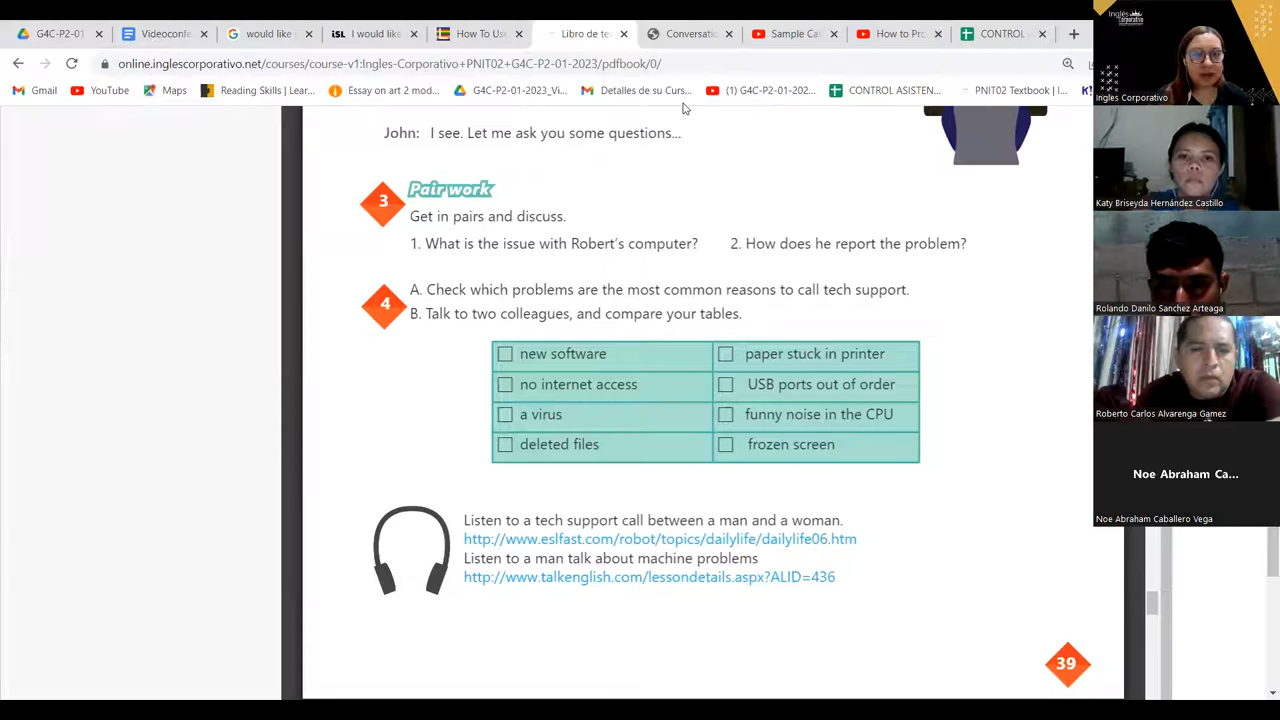 G4C-P2-01
Videoconfe
would like
I would like
How To Use
Libro de te
Conversatio
Sample Ca
How to Pro
CONTROL
online.inglescorporativo.net/courses/course-v1:Ingles-Corporativo+PNIT02+G4C-P2-01-2023/pdfbook/0/
Gmail
YouTube
Maps
Reading Skills | Lear...
Essay on art 2 mod...
G4C-P2-01-2023_Vi...
Detalles de su Curs...
(1) G4C-P2-01-202...
CONTROL ASISTEN...
PNIT02 Textbook | I...
John: I see. Let me ask you some questions...
3
Pair work
Get in pairs and discuss.
1. What is the issue with Robert's computer?
2. How does he report the problem?
4
A. Check which problems are the most common reasons to call tech support.
B. Talk to two colleagues, and compare your tables.
new software
paper stuck in printer
no internet access
USB ports out of order
a virus
funny noise in the CPU
deleted files
frozen screen
Listen to a tech support call between a man and a woman.
http://www.eslfast.com/robot/topics/dailylife/dailylife06.htm
Listen to a man talk about machine problems
http://www.talkenglish.com/lessondetails.aspx?ALID=436
39
Inglés
Corporativo
Ingles Corporativo
Katy Briseyda Hernández Castillo
Rolando Danilo Sanchez Arteaga
Roberto Carlos Alvarenga Gamez
Noe Abraham Ca...
Noe Abraham Caballero Vega